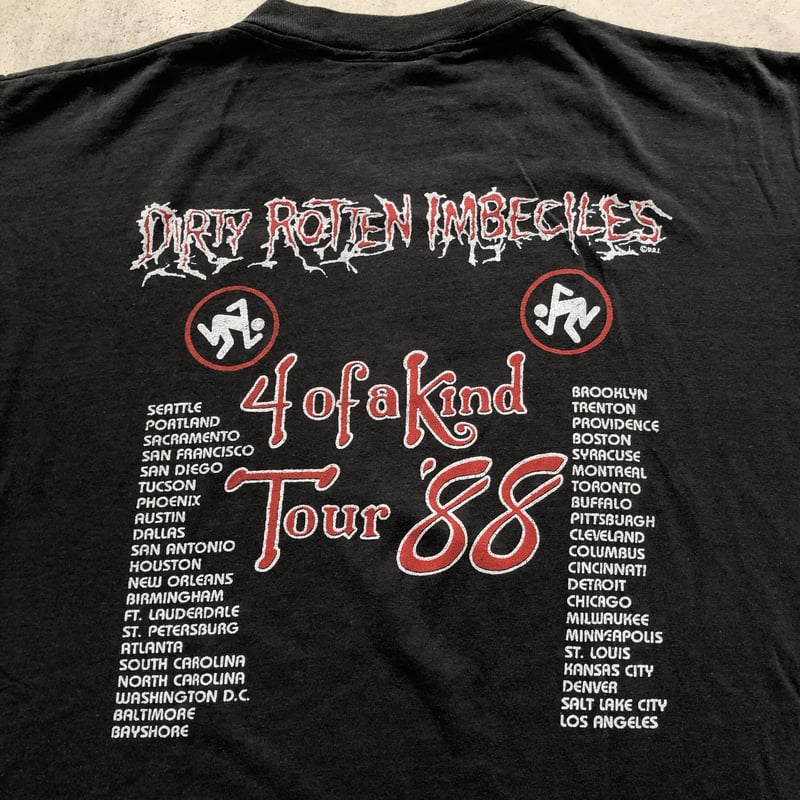 DIRTY ROTTEN IMBECILES
©D.R.I.
4 of a Kind
Tour '88
SEATTLE
PORTLAND
SACRAMENTO
SAN FRANCISCO
SAN DIEGO
TUCSON
PHOENIX
AUSTIN
DALLAS
SAN ANTONIO
HOUSTON
NEW ORLEANS
BIRMINGHAM
FT. LAUDERDALE
ST. PETERSBURG
ATLANTA
SOUTH CAROLINA
NORTH CAROLINA
WASHINGTON D.C.
BALTIMORE
BAYSHORE
BROOKLYN
TRENTON
PROVIDENCE
BOSTON
SYRACUSE
MONTREAL
TORONTO
BUFFALO
PITTSBURGH
CLEVELAND
COLUMBUS
CINCINNATI
DETROIT
CHICAGO
MILWAUKEE
MINNEAPOLIS
ST. LOUIS
KANSAS CITY
DENVER
SALT LAKE CITY
LOS ANGELES